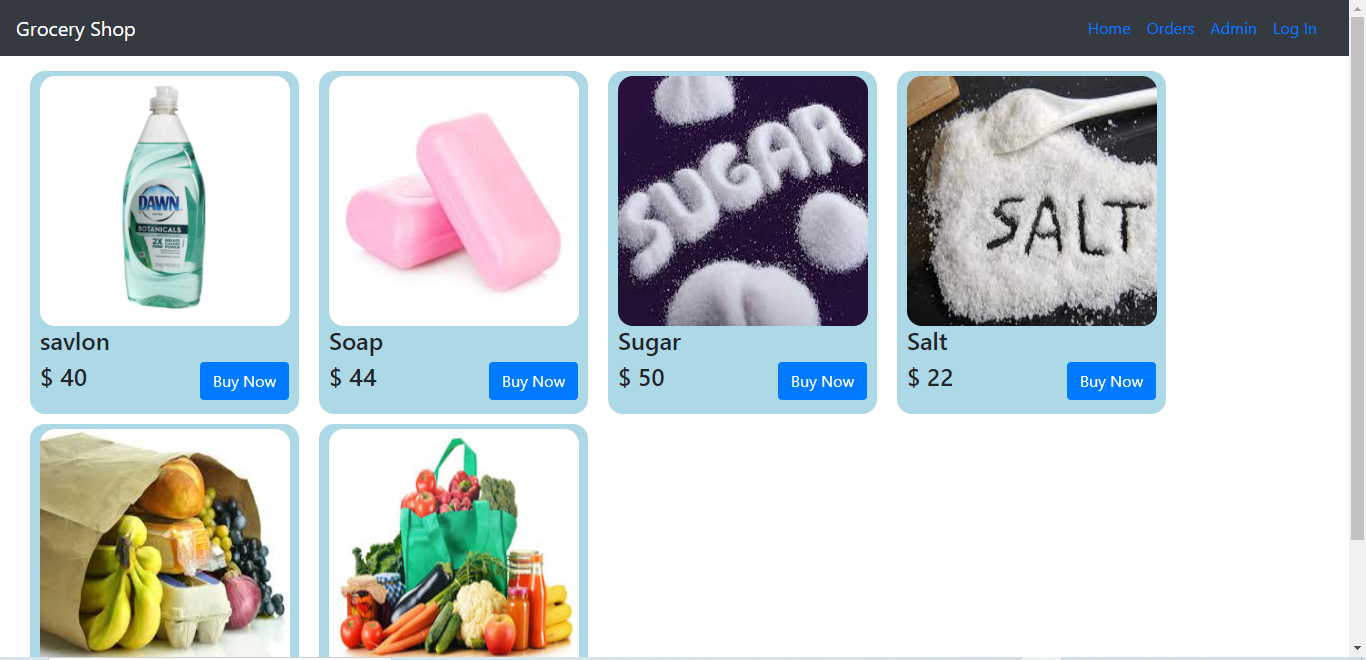 Grocery Shop
Home Orders Admin Log In
DAWN
BOTANICALS
2X
SUGAR
SALT
savlon
$ 40
Buy Now
Soap
$ 44
Buy Now
Sugar
$ 50
Buy Now
Salt
$ 22
Buy Now